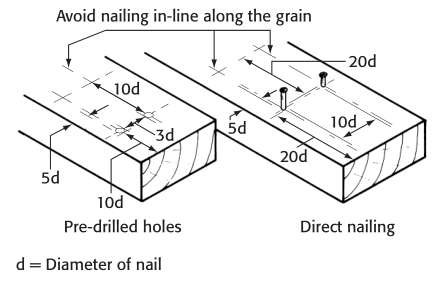 Avoid nailing in-line along the grain
20d
10d
3d
5d
10d
20d
5d
10d
Pre-drilled holes
Direct nailing
d = Diameter of nail